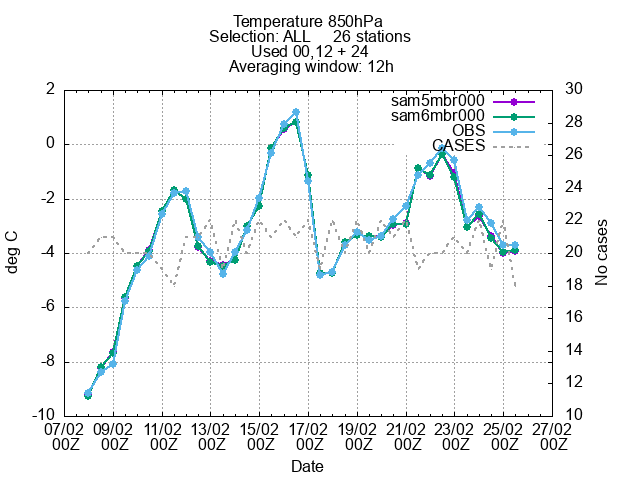 Temperature 850hPa
Selection: ALL 26 stations
Used 00,12 + 24
Averaging window: 12h
sam5mbr000
sam6mbr000
OBS
CASES
deg C
2
0
-2
-4
-6
-8
-10
No cases
30
28
26
24
22
20
18
16
14
12
10
07/02 09/02 11/02 13/02 15/02 17/02 19/02 21/02 23/02 25/02 27/02
00Z 00Z 00Z 00Z 00Z 00Z 00Z 00Z 00Z 00Z 00Z
Date